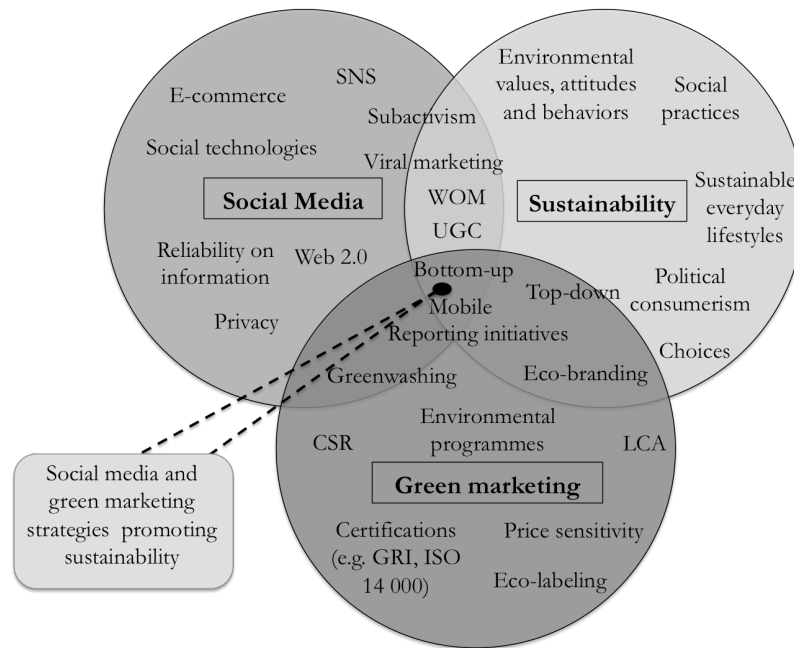 SNS
E-commerce
Subactivism
Social technologies
Viral marketing
Social Media
WOM
UGC
Reliability on
information
Web 2.0
Privacy
Environmental
values, attitudes
and behaviors
Social
practices
Sustainability
Sustainable
everyday
lifestyles
Political
consumerism
Choices
Bottom-up
Top-down
Mobile
Reporting initiatives
Greenwashing
Eco-branding
CSR
Environmental
programmes
LCA
Green marketing
Certifications
(e.g. GRI, ISO
14 000)
Price sensitivity
Eco-labeling
Social media and
green marketing
strategies promoting
sustainability